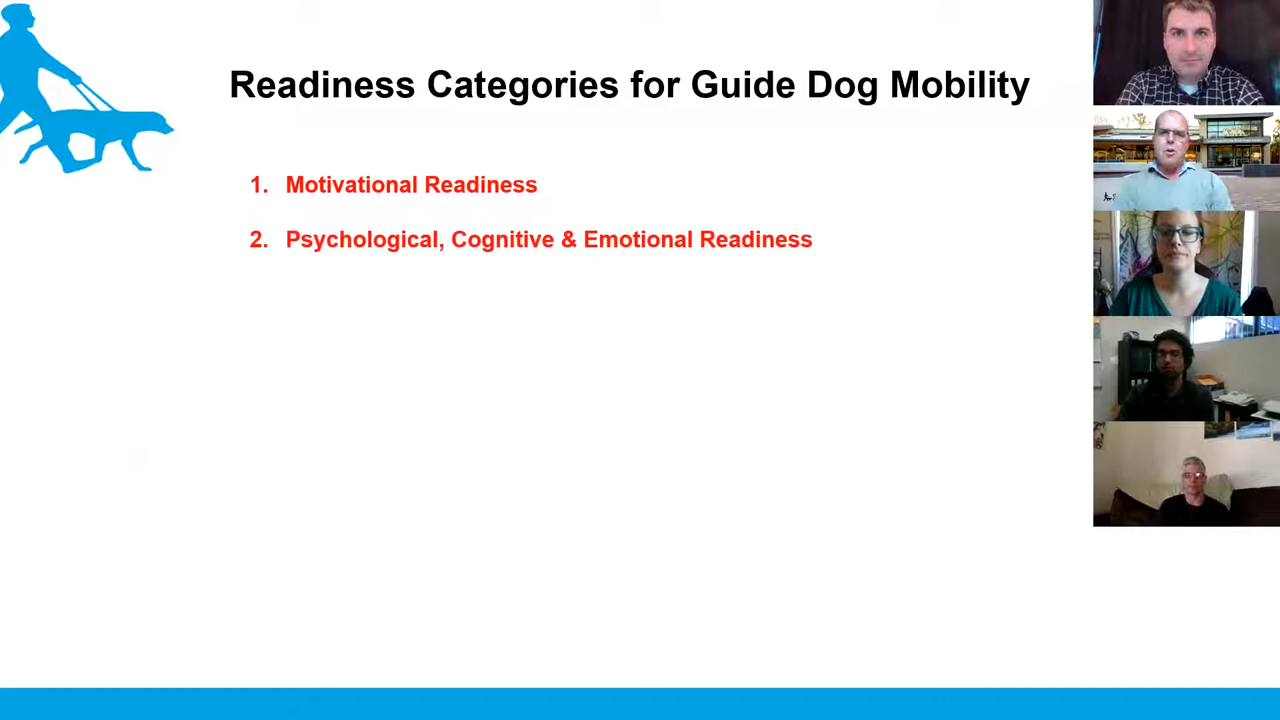 Readiness Categories for Guide Dog Mobility
1. Motivational Readiness
2. Psychological, Cognitive & Emotional Readiness